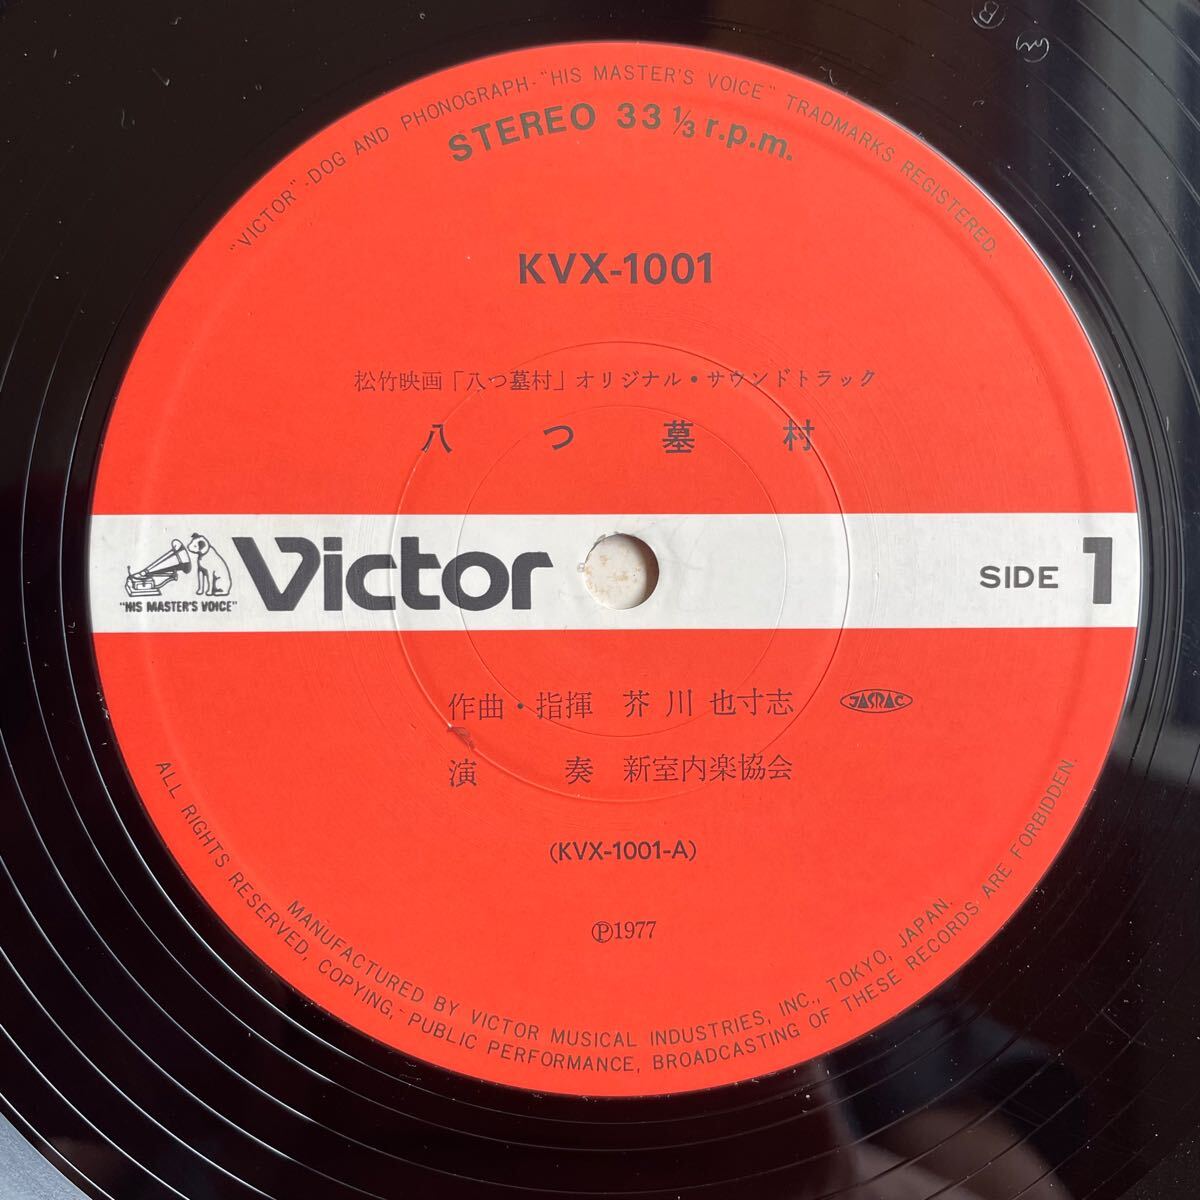 "VICTOR"-DOG AND PHONOGRAPH-"HIS MASTER'S VOICE" TRADMARKS REGISTERED.
STEREO 33 ⅓ r.p.m.
KVX-1001
松竹映画「八つ墓村」オリジナル・サウンドトラック
八つ墓村
"HIS MASTER'S VOICE"
Victor
SIDE 1
作曲・指揮 芥川也寸志 JASRAC
演奏 新室内楽協会
(KVX-1001-A)
Ⓟ1977
MANUFACTURED BY VICTOR MUSICAL INDUSTRIES, INC., TOKYO, JAPAN.
ALL RIGHTS RESERVED, COPYING, PUBLIC PERFORMANCE, BROADCASTING OF THESE RECORDS ARE FORBIDDEN.